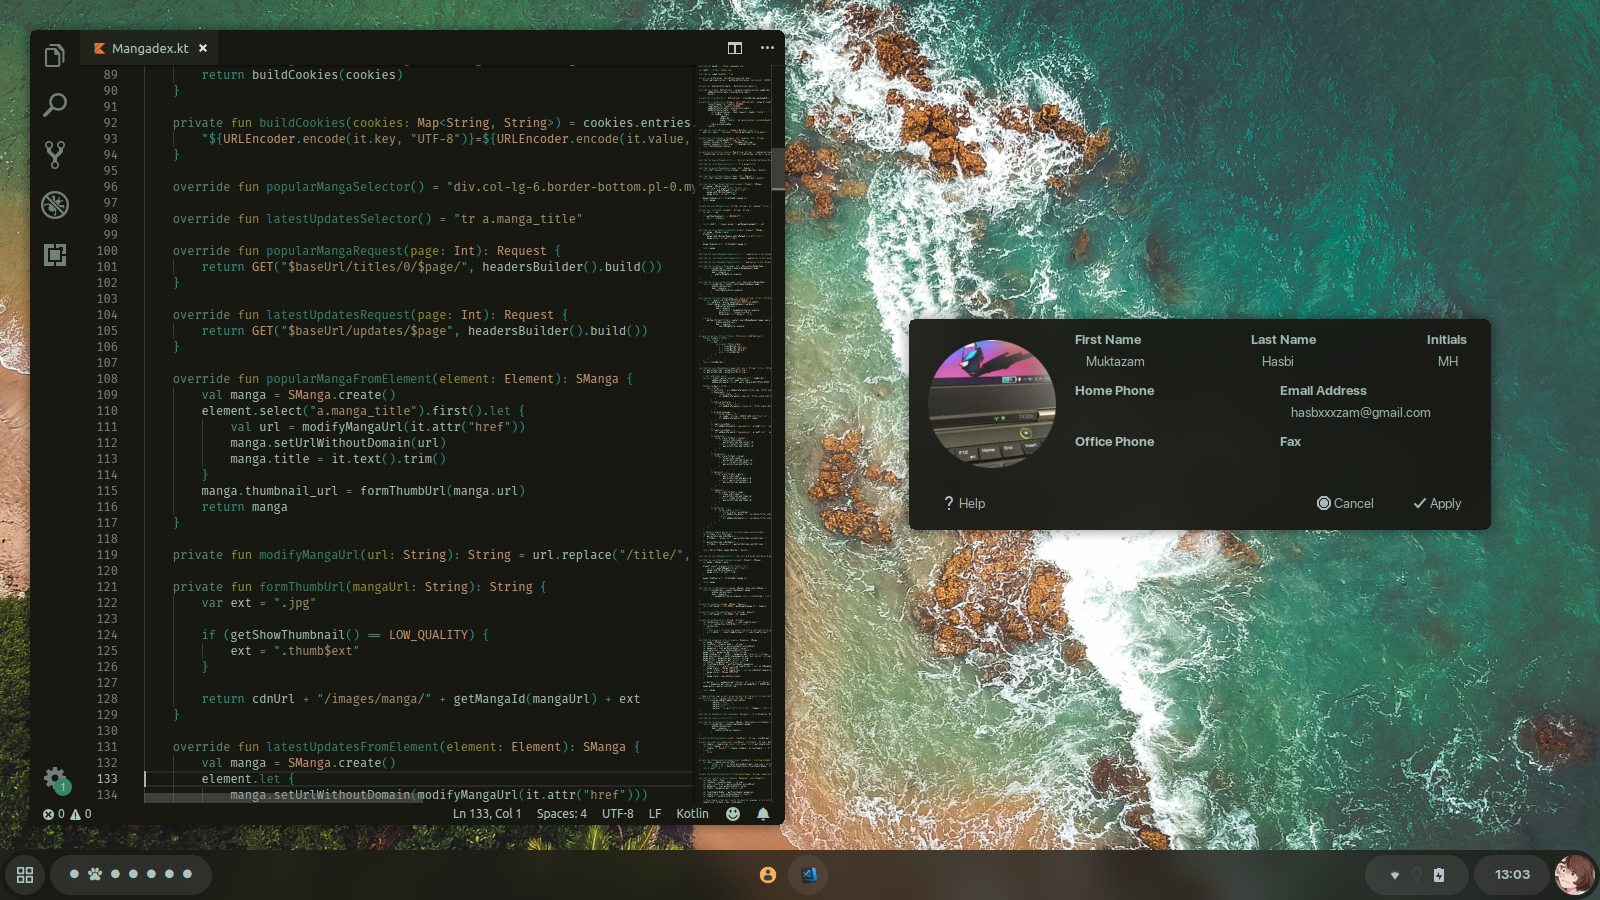 Mangadex.kt
89 return buildCookies(cookies)
90 }
91
92 private fun buildCookies(cookies: Map<String, String>) = cookies.entries.
93 "${URLEncoder.encode(it.key, "UTF-8")}=${URLEncoder.encode(it.value,
94 }
95
96 override fun popularMangaSelector() = "div.col-lg-6.border-bottom.pl-0.my
97
98 override fun latestUpdatesSelector() = "tr a.manga_title"
99
100 override fun popularMangaRequest(page: Int): Request {
101 return GET("$baseUrl/titles/0/$page/", headersBuilder().build())
102 }
103
104 override fun latestUpdatesRequest(page: Int): Request {
105 return GET("$baseUrl/updates/$page", headersBuilder().build())
106 }
107
108 override fun popularMangaFromElement(element: Element): SManga {
109 val manga = SManga.create()
110 element.select("a.manga_title").first().let {
111 val url = modifyMangaUrl(it.attr("href"))
112 manga.setUrlWithoutDomain(url)
113 manga.title = it.text().trim()
114 }
115 manga.thumbnail_url = formThumbUrl(manga.url)
116 return manga
117 }
118
119 private fun modifyMangaUrl(url: String): String = url.replace("/title/",
120
121 private fun formThumbUrl(mangaUrl: String): String {
122 var ext = ".jpg"
123
124 if (getShowThumbnail() == LOW_QUALITY) {
125 ext = ".thumb$ext"
126 }
127
128 return cdnUrl + "/images/manga/" + getMangaId(mangaUrl) + ext
129 }
130
131 override fun latestUpdatesFromElement(element: Element): SManga {
132 val manga = SManga.create()
133 element.let {
134 manga.setUrlWithoutDomain(modifyMangaUrl(it.attr("href")))
0 0 Ln 133, Col 1 Spaces: 4 UTF-8 LF Kotlin
1
First Name Last Name Initials
Muktazam Hasbi MH
Home Phone Email Address
hasbxxxzam@gmail.com
Office Phone Fax
? Help Cancel Apply
F12 Home End Insert
13:03